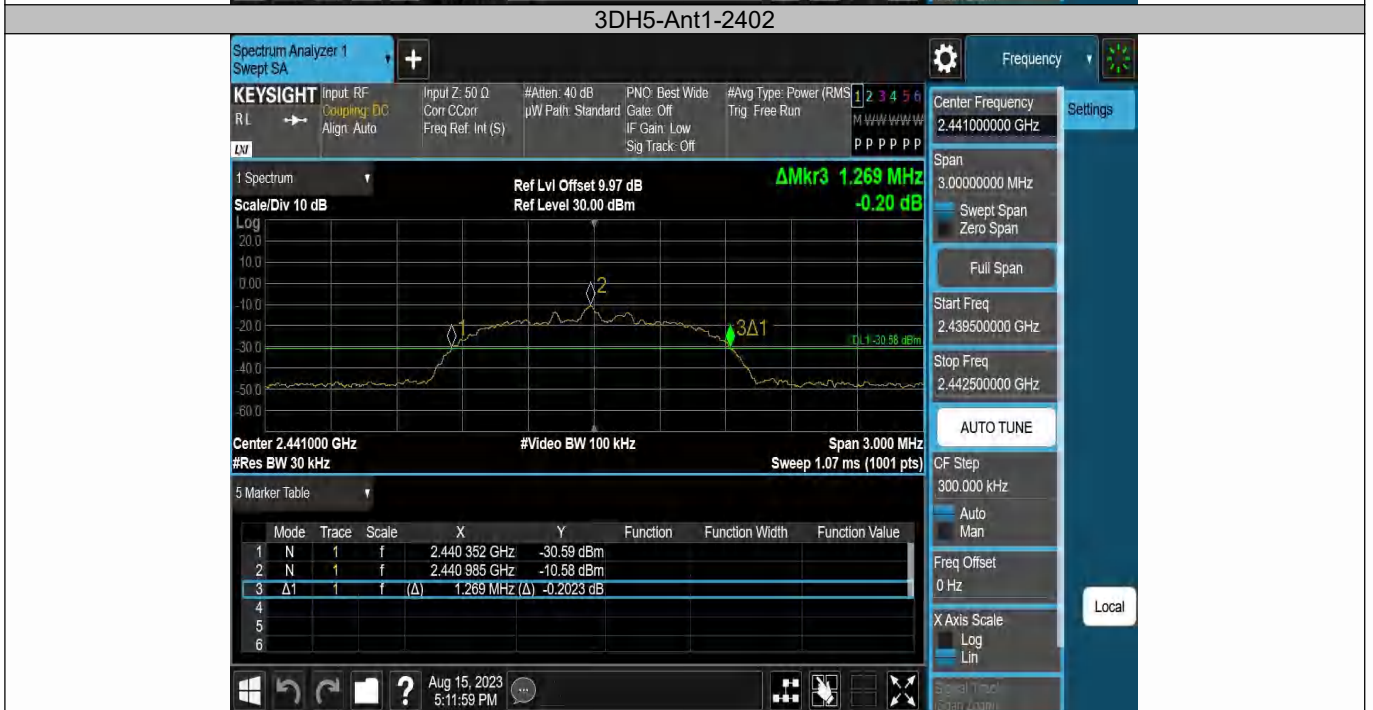 3DH5-Ant1-2402
Spectrum Analyzer 1
Swept SA
+
Frequency
KEYSIGHT
RL
LXI
Input: RF
Coupling: DC
Align: Auto
Input Z: 50 Ω
Corr CCorr
Freq Ref: Int (S)
#Atten: 40 dB
µW Path: Standard
PNO: Best Wide
Gate: Off
IF Gain: Low
Sig Track: Off
#Avg Type: Power (RMS
Trig: Free Run
1 2 3 4 5 6
M W W W W W
P P P P P P
1 Spectrum
Scale/Div 10 dB
Ref Lvl Offset 9.97 dB
Ref Level 30.00 dBm
ΔMkr3 1.269 MHz
-0.20 dB
Log
20.0
10.0
0.00
-10.0
-20.0
-30.0
-40.0
-50.0
-60.0
1
2
3Δ1
DL1 -30.58 dBm
Center 2.441000 GHz
#Video BW 100 kHz
Span 3.000 MHz
#Res BW 30 kHz
Sweep 1.07 ms (1001 pts)
5 Marker Table
Mode Trace Scale X Y Function Function Width Function Value
1 N 1 f 2.440 352 GHz -30.59 dBm
2 N 1 f 2.440 985 GHz -10.58 dBm
3 Δ1 1 f (Δ) 1.269 MHz (Δ) -0.2023 dB
4
5
6
?
Aug 15, 2023
5:11:59 PM
Center Frequency
2.441000000 GHz
Settings
Span
3.00000000 MHz
Swept Span
Zero Span
Full Span
Start Freq
2.439500000 GHz
Stop Freq
2.442500000 GHz
AUTO TUNE
CF Step
300.000 kHz
Auto
Man
Freq Offset
0 Hz
Local
X Axis Scale
Log
Lin
Signal Track
(Span Zoom)